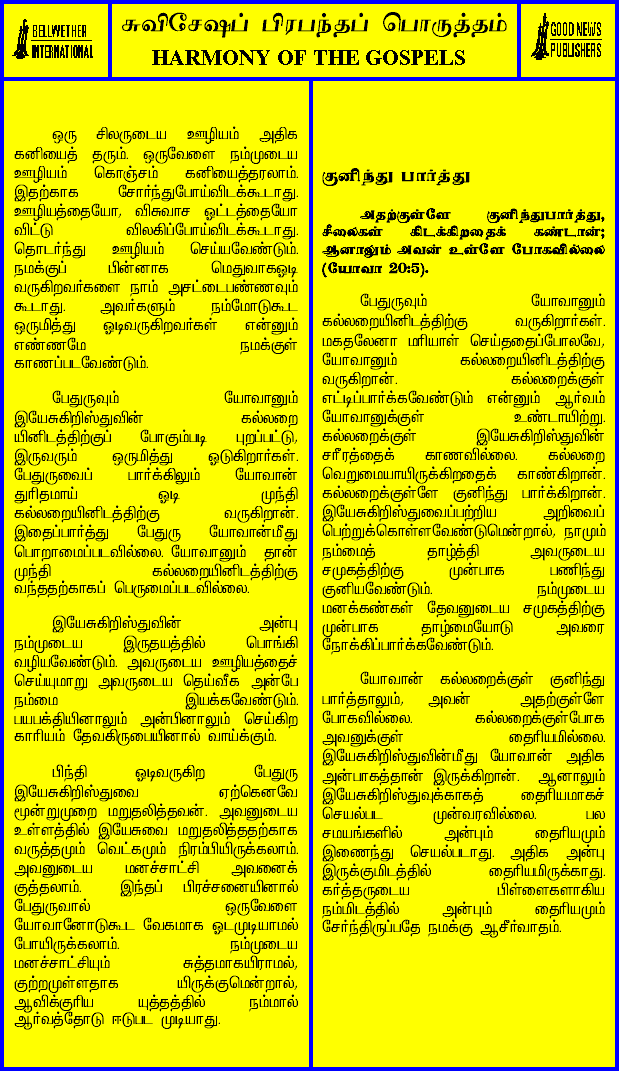 BELLWETHER
INTERNATIONAL
சுவிசேஷப் பிரபந்தப் பொருத்தம்
HARMONY OF THE GOSPELS
GOOD NEWS
PUBLISHERS
ஒரு சிலருடைய ஊழியம் அதிக
கனியைத் தரும். ஒருவேளை நம்முடைய
ஊழியம் கொஞ்சம் கனியைத்தரலாம்.
இதற்காக சோர்ந்துபோய்விடக்கூடாது.
ஊழியத்தையோ, விசுவாச ஓட்டத்தையோ
விட்டு விலகிப்போய்விடக்கூடாது.
தொடர்ந்து ஊழியம் செய்யவேண்டும்.
நமக்குப் பின்னாக மெதுவாகஓடி
வருகிறவர்களை நாம் அசட்டைபண்ணவும்
கூடாது. அவர்களும் நம்மோடுகூட
ஒருமித்து ஓடிவருகிறவர்கள் என்னும்
எண்ணமே நமக்குள்
காணப்படவேண்டும்.
பேதுருவும் யோவானும்
இயேசுகிறிஸ்துவின் கல்லறை
யினிடத்திற்குப் போகும்படி புறப்பட்டு,
இருவரும் ஒருமித்து ஓடுகிறார்கள்.
பேதுருவைப் பார்க்கிலும் யோவான்
துரிதமாய் ஓடி முந்தி
கல்லறையினிடத்திற்கு வருகிறான்.
இதைப்பார்த்து பேதுரு யோவான்மீது
பொறாமைப்படவில்லை. யோவானும் தான்
முந்தி கல்லறையினிடத்திற்கு
வந்ததற்காகப் பெருமைப்படவில்லை.
இயேசுகிறிஸ்துவின் அன்பு
நம்முடைய இருதயத்தில் பொங்கி
வழியவேண்டும். அவருடைய ஊழியத்தைச்
செய்யுமாறு அவருடைய தெய்வீக அன்பே
நம்மை இயக்கவேண்டும்.
பயபக்தியினாலும் அன்பினாலும் செய்கிற
காரியம் தேவகிருபையினால் வாய்க்கும்.
பிந்தி ஓடிவருகிற பேதுரு
இயேசுகிறிஸ்துவை ஏற்கெனவே
மூன்றுமுறை மறுதலித்தவன். அவனுடைய
உள்ளத்தில் இயேசுவை மறுதலித்ததற்காக
வருத்தமும் வெட்கமும் நிரம்பியிருக்கலாம்.
அவனுடைய மனச்சாட்சி அவனைக்
குத்தலாம். இந்தப் பிரச்சனையினால்
பேதுருவால் ஒருவேளை
யோவானோடுகூட வேகமாக ஓடமுடியாமல்
போயிருக்கலாம். நம்முடைய
மனச்சாட்சியும் சுத்தமாகயிராமல்,
குற்றமுள்ளதாக யிருக்குமென்றால்,
ஆவிக்குரிய யுத்தத்தில் நம்மால்
ஆர்வத்தோடு ஈடுபட முடியாது.
குனிந்து பார்த்து
அதற்குள்ளே குனிந்துபார்த்து,
சீலைகள் கிடக்கிறதைக் கண்டான்;
ஆனாலும் அவன் உள்ளே போகவில்லை
(யோவா 20:5).
பேதுருவும் யோவானும்
கல்லறையினிடத்திற்கு வருகிறார்கள்.
மகதலேனா மரியாள் செய்ததைப்போலவே,
யோவானும் கல்லறையினிடத்திற்கு
வருகிறான். கல்லறைக்குள்
எட்டிப்பார்க்கவேண்டும் என்னும் ஆர்வம்
யோவானுக்குள் உண்டாயிற்று.
கல்லறைக்குள் இயேசுகிறிஸ்துவின்
சரீரத்தைக் காணவில்லை. கல்லறை
வெறுமையாயிருக்கிறதைக் காண்கிறான்.
கல்லறைக்குள்ளே குனிந்து பார்க்கிறான்.
இயேசுகிறிஸ்துவைப்பற்றிய அறிவைப்
பெற்றுக்கொள்ளவேண்டுமென்றால், நாமும்
நம்மைத் தாழ்த்தி அவருடைய
சமுகத்திற்கு முன்பாக பணிந்து
குனியவேண்டும். நம்முடைய
மனக்கண்கள் தேவனுடைய சமுகத்திற்கு
முன்பாக தாழ்மையோடு அவரை
நோக்கிப்பார்க்கவேண்டும்.
யோவான் கல்லறைக்குள் குனிந்து
பார்த்தாலும், அவன் அதற்குள்ளே
போகவில்லை. கல்லறைக்குள்போக
அவனுக்குள் தைரியமில்லை.
இயேசுகிறிஸ்துவின்மீது யோவான் அதிக
அன்பாகத்தான் இருக்கிறான். ஆனாலும்
இயேசுகிறிஸ்துவுக்காகத் தைரியமாகச்
செயல்பட முன்வரவில்லை. பல
சமயங்களில் அன்பும் தைரியமும்
இணைந்து செயல்படாது. அதிக அன்பு
இருக்குமிடத்தில் தைரியமிருக்காது.
கர்த்தருடைய பிள்ளைகளாகிய
நம்மிடத்தில் அன்பும் தைரியமும்
சேர்ந்திருப்பதே நமக்கு ஆசீர்வாதம்.